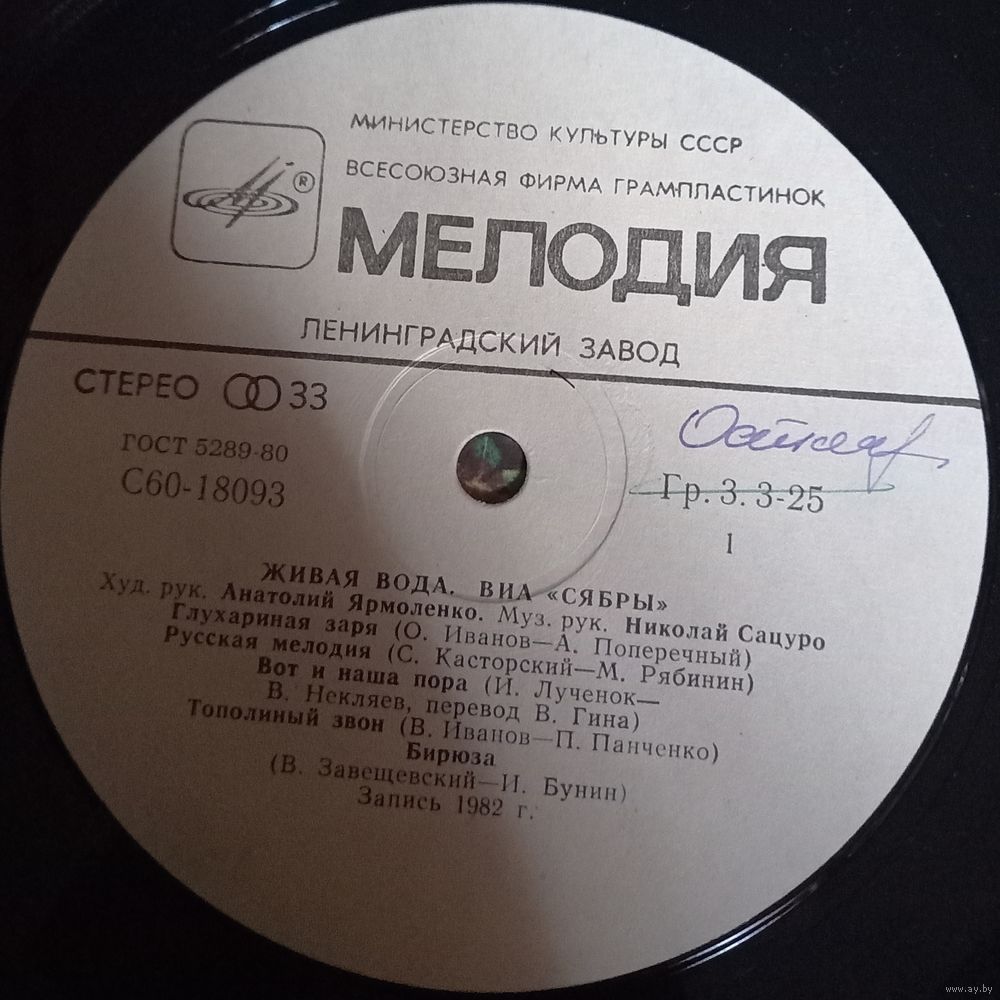 МИНИСТЕРСТВО КУЛЬТУРЫ СССР
ВСЕСОЮЗНАЯ ФИРМА ГРАМПЛАСТИНОК
®
МЕЛОДИЯ
ЛЕНИНГРАДСКИЙ ЗАВОД
СТЕРЕО 33
ГОСТ 5289-80
С60-18093
Гр. 3. 3-25
1
ЖИВАЯ ВОДА. ВИА «СЯБРЫ»
Худ. рук. Анатолий Ярмоленко. Муз. рук. Николай Сацуро
Глухариная заря (О. Иванов—А. Поперечный)
Русская мелодия (С. Касторский—М. Рябинин)
Вот и наша пора (И. Лученок—
В. Некляев, перевод В. Гина)
Тополиный звон (В. Иванов—П. Панченко)
Бирюза
(В. Завещевский—И. Бунин)
Запись 1982 г.
www.ay.by